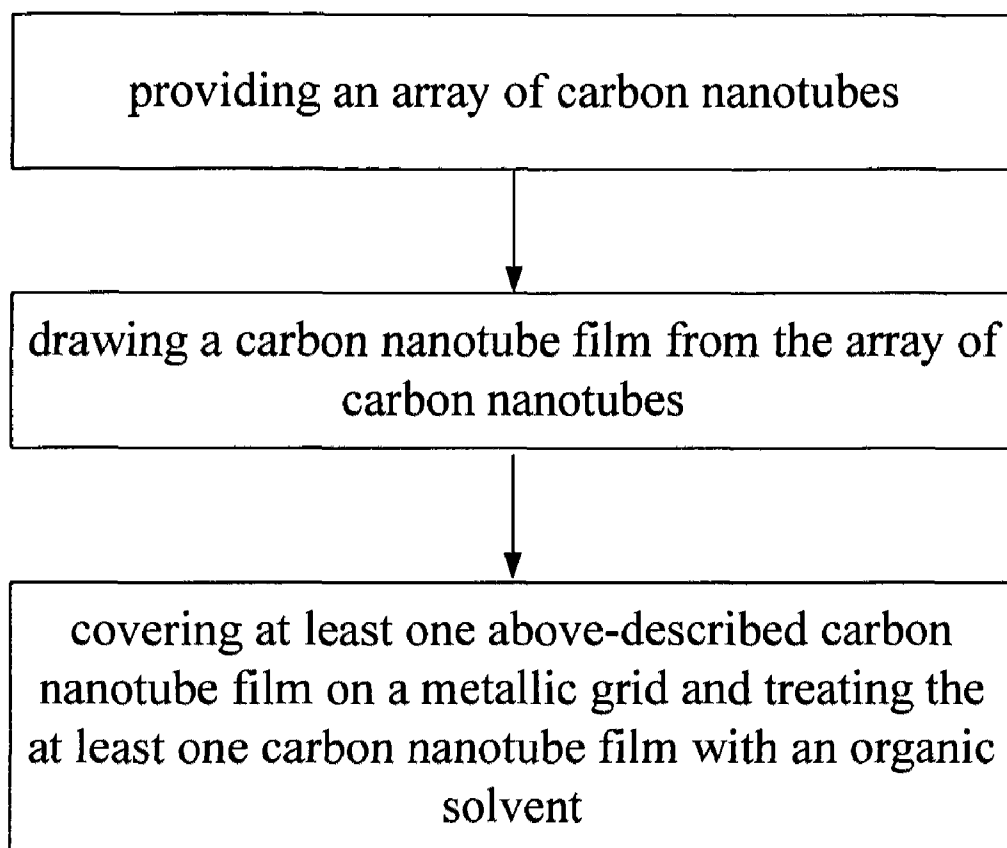 providing an array of carbon nanotubes
drawing a carbon nanotube film from the array of
carbon nanotubes
covering at least one above-described carbon
nanotube film on a metallic grid and treating the
at least one carbon nanotube film with an organic
solvent